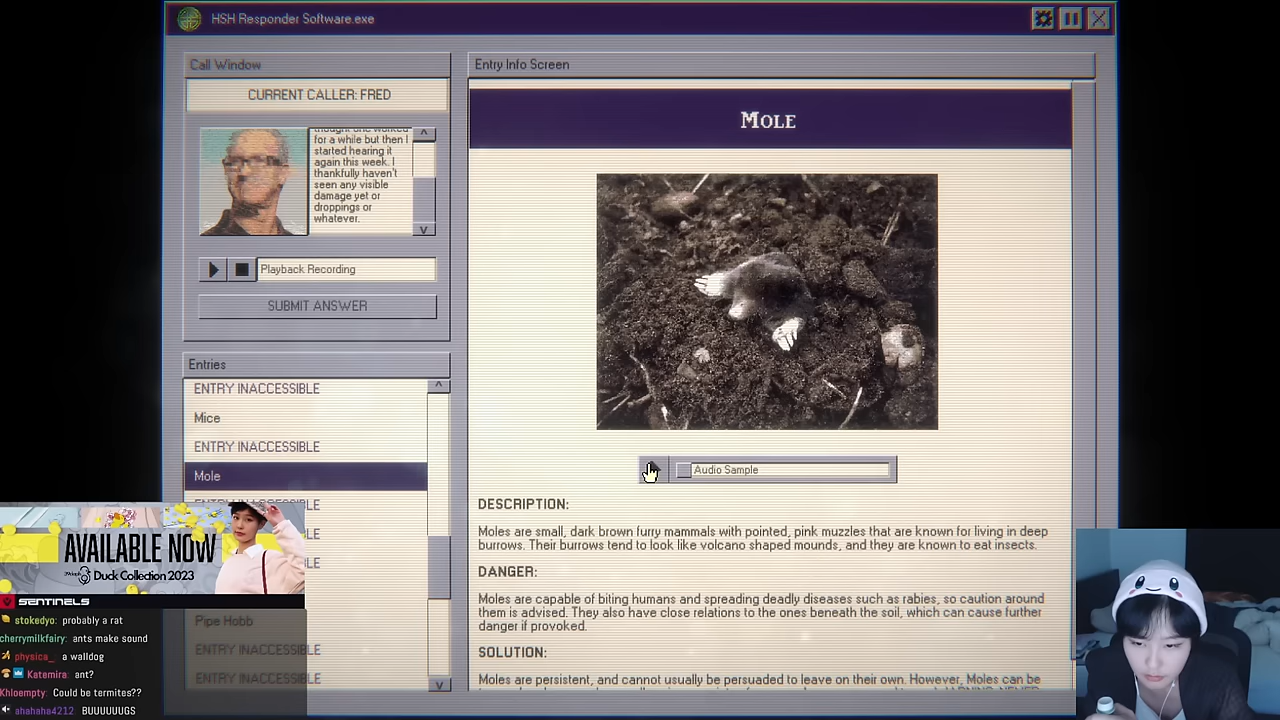 HSH Responder Software.exe
Call Window
CURRENT CALLER: FRED
for a while but then I
started hearing it
again this week. I
thankfully haven't
seen any visible
damage yet or
droppings or
whatever.
Playback Recording
SUBMIT ANSWER
Entries
ENTRY INACCESSIBLE
Mice
ENTRY INACCESSIBLE
Mole
Pipe Hobb
ENTRY INACCESSIBLE
ENTRY INACCESSIBLE
Entry Info Screen
MOLE
Audio Sample
DESCRIPTION:
Moles are small, dark brown furry mammals with pointed, pink muzzles that are known for living in deep
burrows. Their burrows tend to look like volcano shaped mounds, and they are known to eat insects.
DANGER:
Moles are capable of biting humans and spreading deadly diseases such as rabies, so caution around
them is advised. They also have close relations to the ones beneath the soil, which can cause further
danger if provoked.
SOLUTION:
Moles are persistent, and cannot usually be persuaded to leave on their own. However, Moles can be
AVAILABLE NOW
Duck Collection 2023
SENTINELS
stokedyo: probably a rat
cherrymilkfairy: ants make sound
physica_: a walldog
Katemira: ant?
Khloempty: Could be termites??
ahahaha4212: BUUUUUUGS